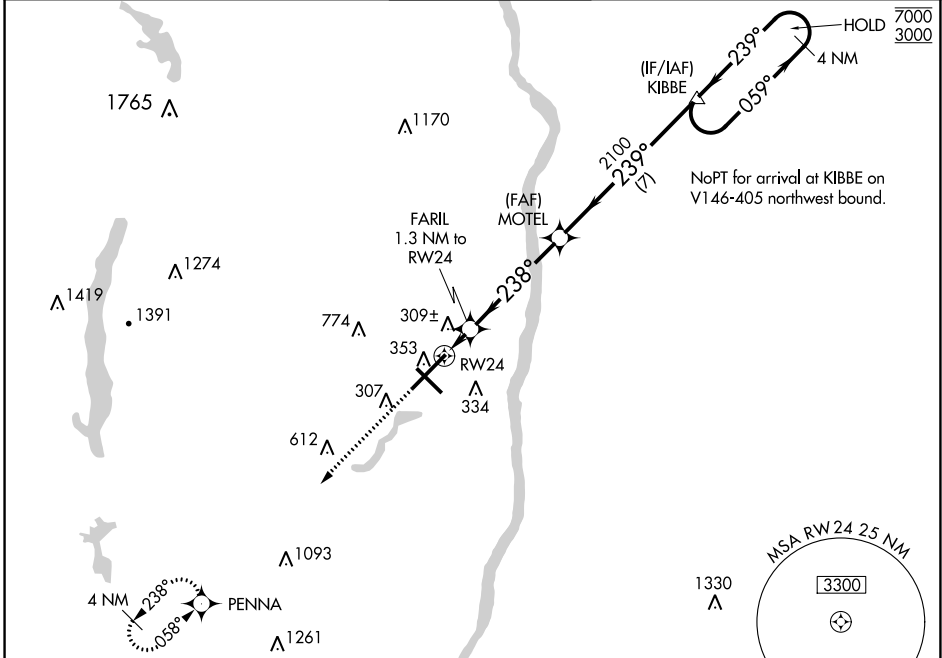 7000
3000
HOLD
239°
4 NM
(IF/IAF)
KIBBE
059°
1765
1170
2100
239°
(7)
NoPT for arrival at KIBBE on
V146-405 northwest bound.
(FAF)
MOTEL
FARIL
1.3 NM to
RW24
238°
1274
1419
1391
774
309±
353
RW24
307
334
612
1093
MSA RW24 25 NM
3300
1330
4 NM
238°
058°
PENNA
1261